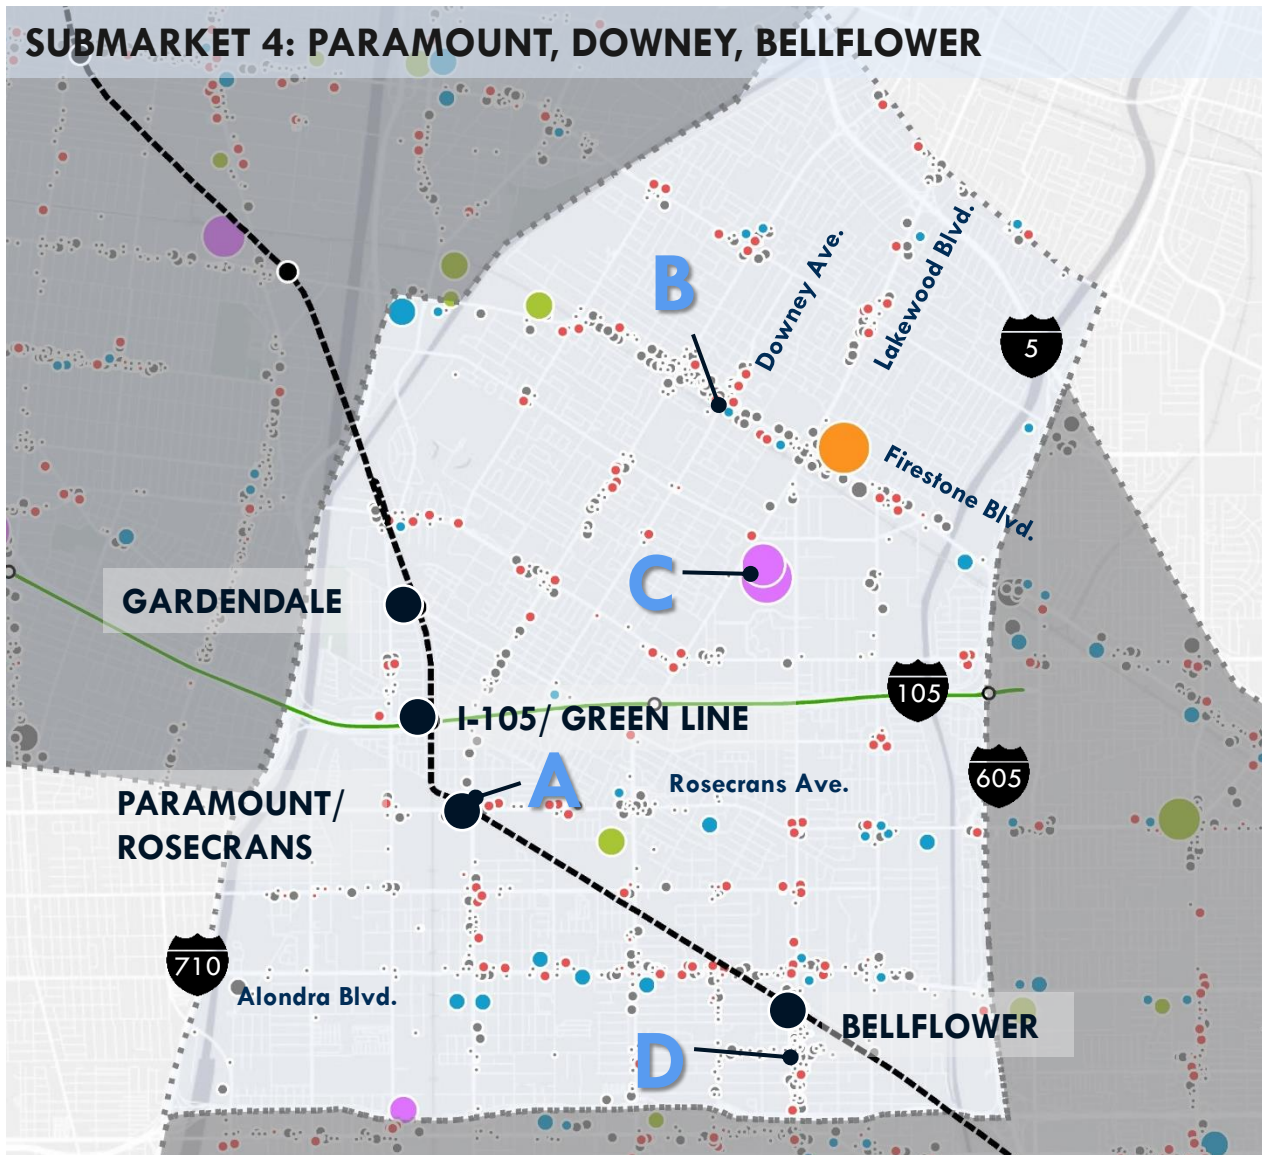 SUBMARKET 4: PARAMOUNT, DOWNEY, BELLFLOWER
B
Downey Ave.
Lakewood Blvd.
5
Firestone Blvd.
C
GARDENDALE
105
I-105/ GREEN LINE
A
Rosecrans Ave.
605
PARAMOUNT/
ROSECRANS
710
Alondra Blvd.
BELLFLOWER
D